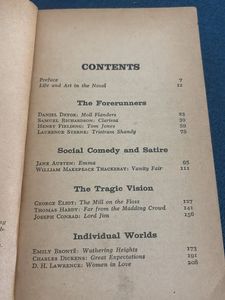 CONTENTS
Preface 7
Life and Art in the Novel 11
The Forerunners
DANIEL DEFOE: Moll Flanders 23
SAMUEL RICHARDSON: Clarissa 39
HENRY FIELDING: Tom Jones 59
LAURENCE STERNE: Tristram Shandy 75
Social Comedy and Satire
JANE AUSTEN: Emma 95
WILLIAM MAKEPEACE THACKERAY: Vanity Fair 111
The Tragic Vision
GEORGE ELIOT: The Mill on the Floss 127
THOMAS HARDY: Far from the Madding Crowd 141
JOSEPH CONRAD: Lord Jim 156
Individual Worlds
EMILY BRONTË: Wuthering Heights 173
CHARLES DICKENS: Great Expectations 191
D. H. LAWRENCE: Women in Love 208